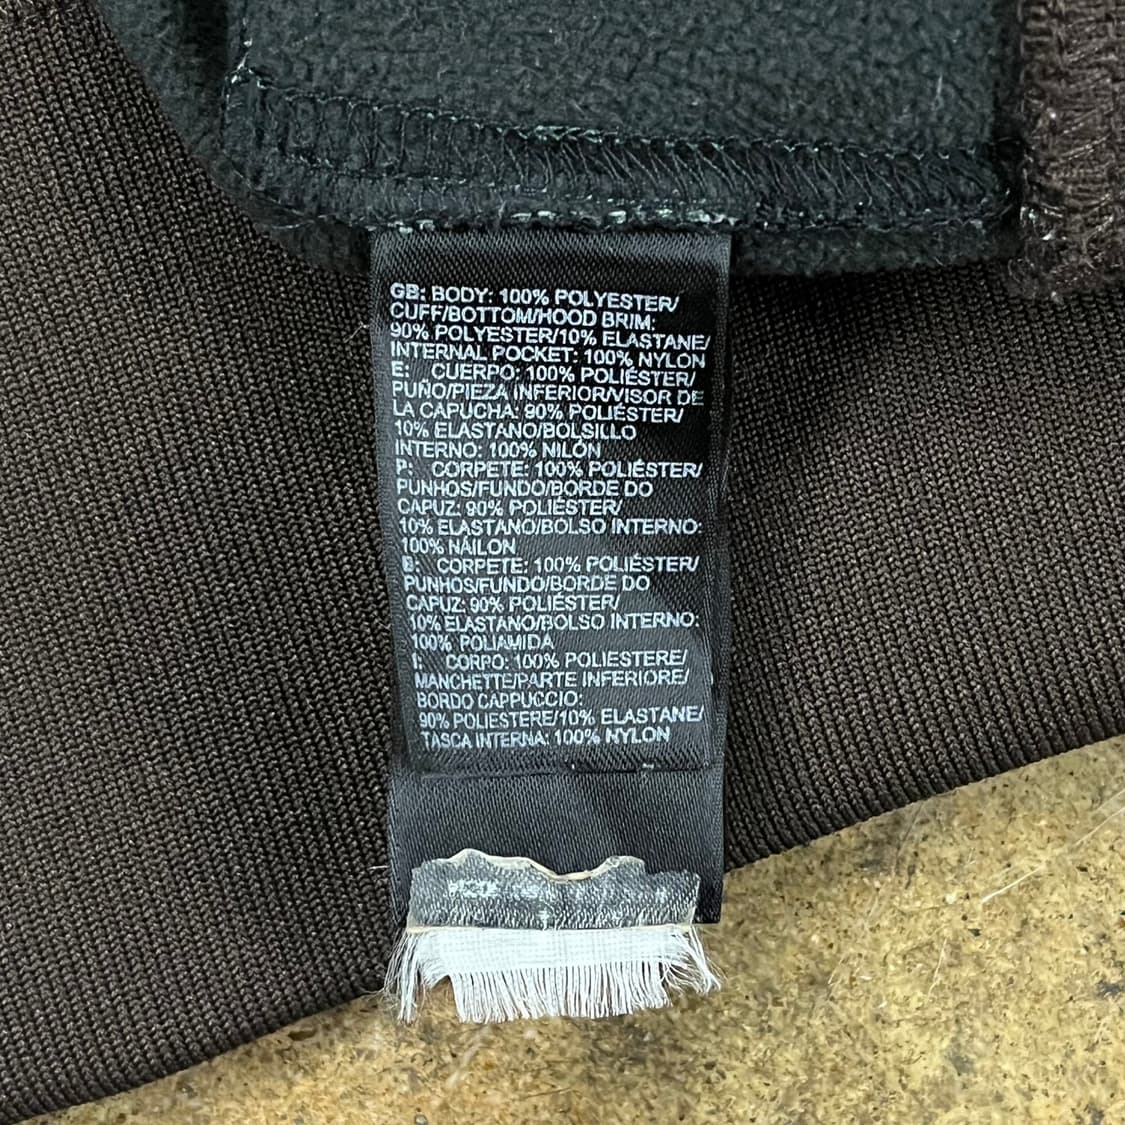 GB: BODY: 100% POLYESTER/
CUFF/BOTTOM/HOOD BRIM:
90% POLYESTER/10% ELASTANE/
INTERNAL POCKET: 100% NYLON
E: CUERPO: 100% POLIÉSTER/
PUÑO/PIEZA INFERIOR/VISOR DE
LA CAPUCHA: 90% POLIÉSTER/
10% ELASTANO/BOLSILLO
INTERNO: 100% NILÓN
P: CORPETE: 100% POLIÉSTER/
PUNHOS/FUNDO/BORDE DO
CAPUZ: 90% POLIÉSTER/
10% ELASTANO/BOLSO INTERNO:
100% NÁILON
B: CORPETE: 100% POLIÉSTER/
PUNHOS/FUNDO/BORDE DO
CAPUZ: 90% POLIÉSTER/
10% ELASTANO/BOLSO INTERNO:
100% POLIAMIDA
I: CORPO: 100% POLIESTERE/
MANCHETTE/PARTE INFERIORE/
BORDO CAPPUCCIO:
90% POLIESTERE/10% ELASTANE/
TASCA INTERNA: 100% NYLON